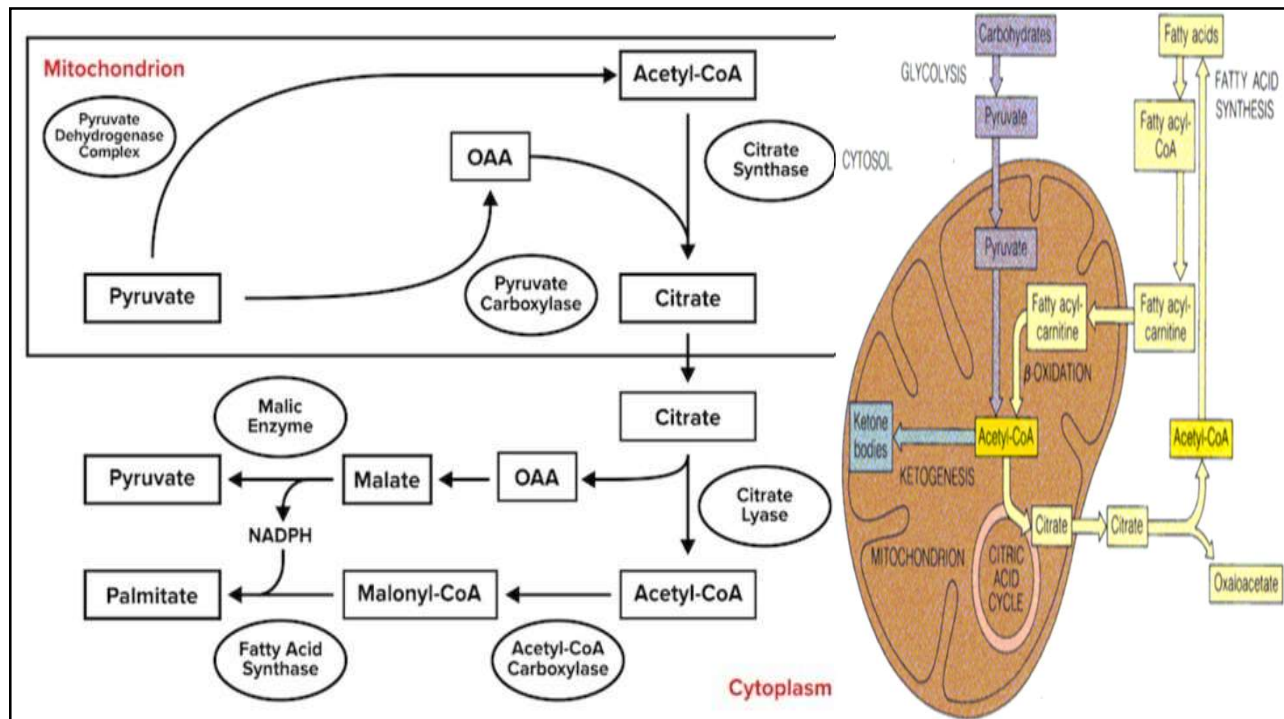 Mitochondrion
Pyruvate
Dehydrogenase
Complex
Acetyl-CoA
OAA
Citrate
Synthase
Pyruvate
Pyruvate
Carboxylase
Citrate
Malic
Enzyme
Citrate
Pyruvate
Malate
OAA
Citrate
Lyase
NADPH
Palmitate
Malonyl-CoA
Acetyl-CoA
Fatty Acid
Synthase
Acetyl-CoA
Carboxylase
Cytoplasm
Carbohydrates
Fatty acids
GLYCOLYSIS
FATTY ACID
SYNTHESIS
Pyruvate
Fatty acyl-
CoA
CYTOSOL
Pyruvate
Fatty acyl-
carnitine
Fatty acyl-
carnitine
β-OXIDATION
Ketone
bodies
Acetyl-CoA
Acetyl-CoA
KETOGENESIS
Citrate
Citrate
MITOCHONDRION
CITRIC
ACID
CYCLE
Oxaloacetate